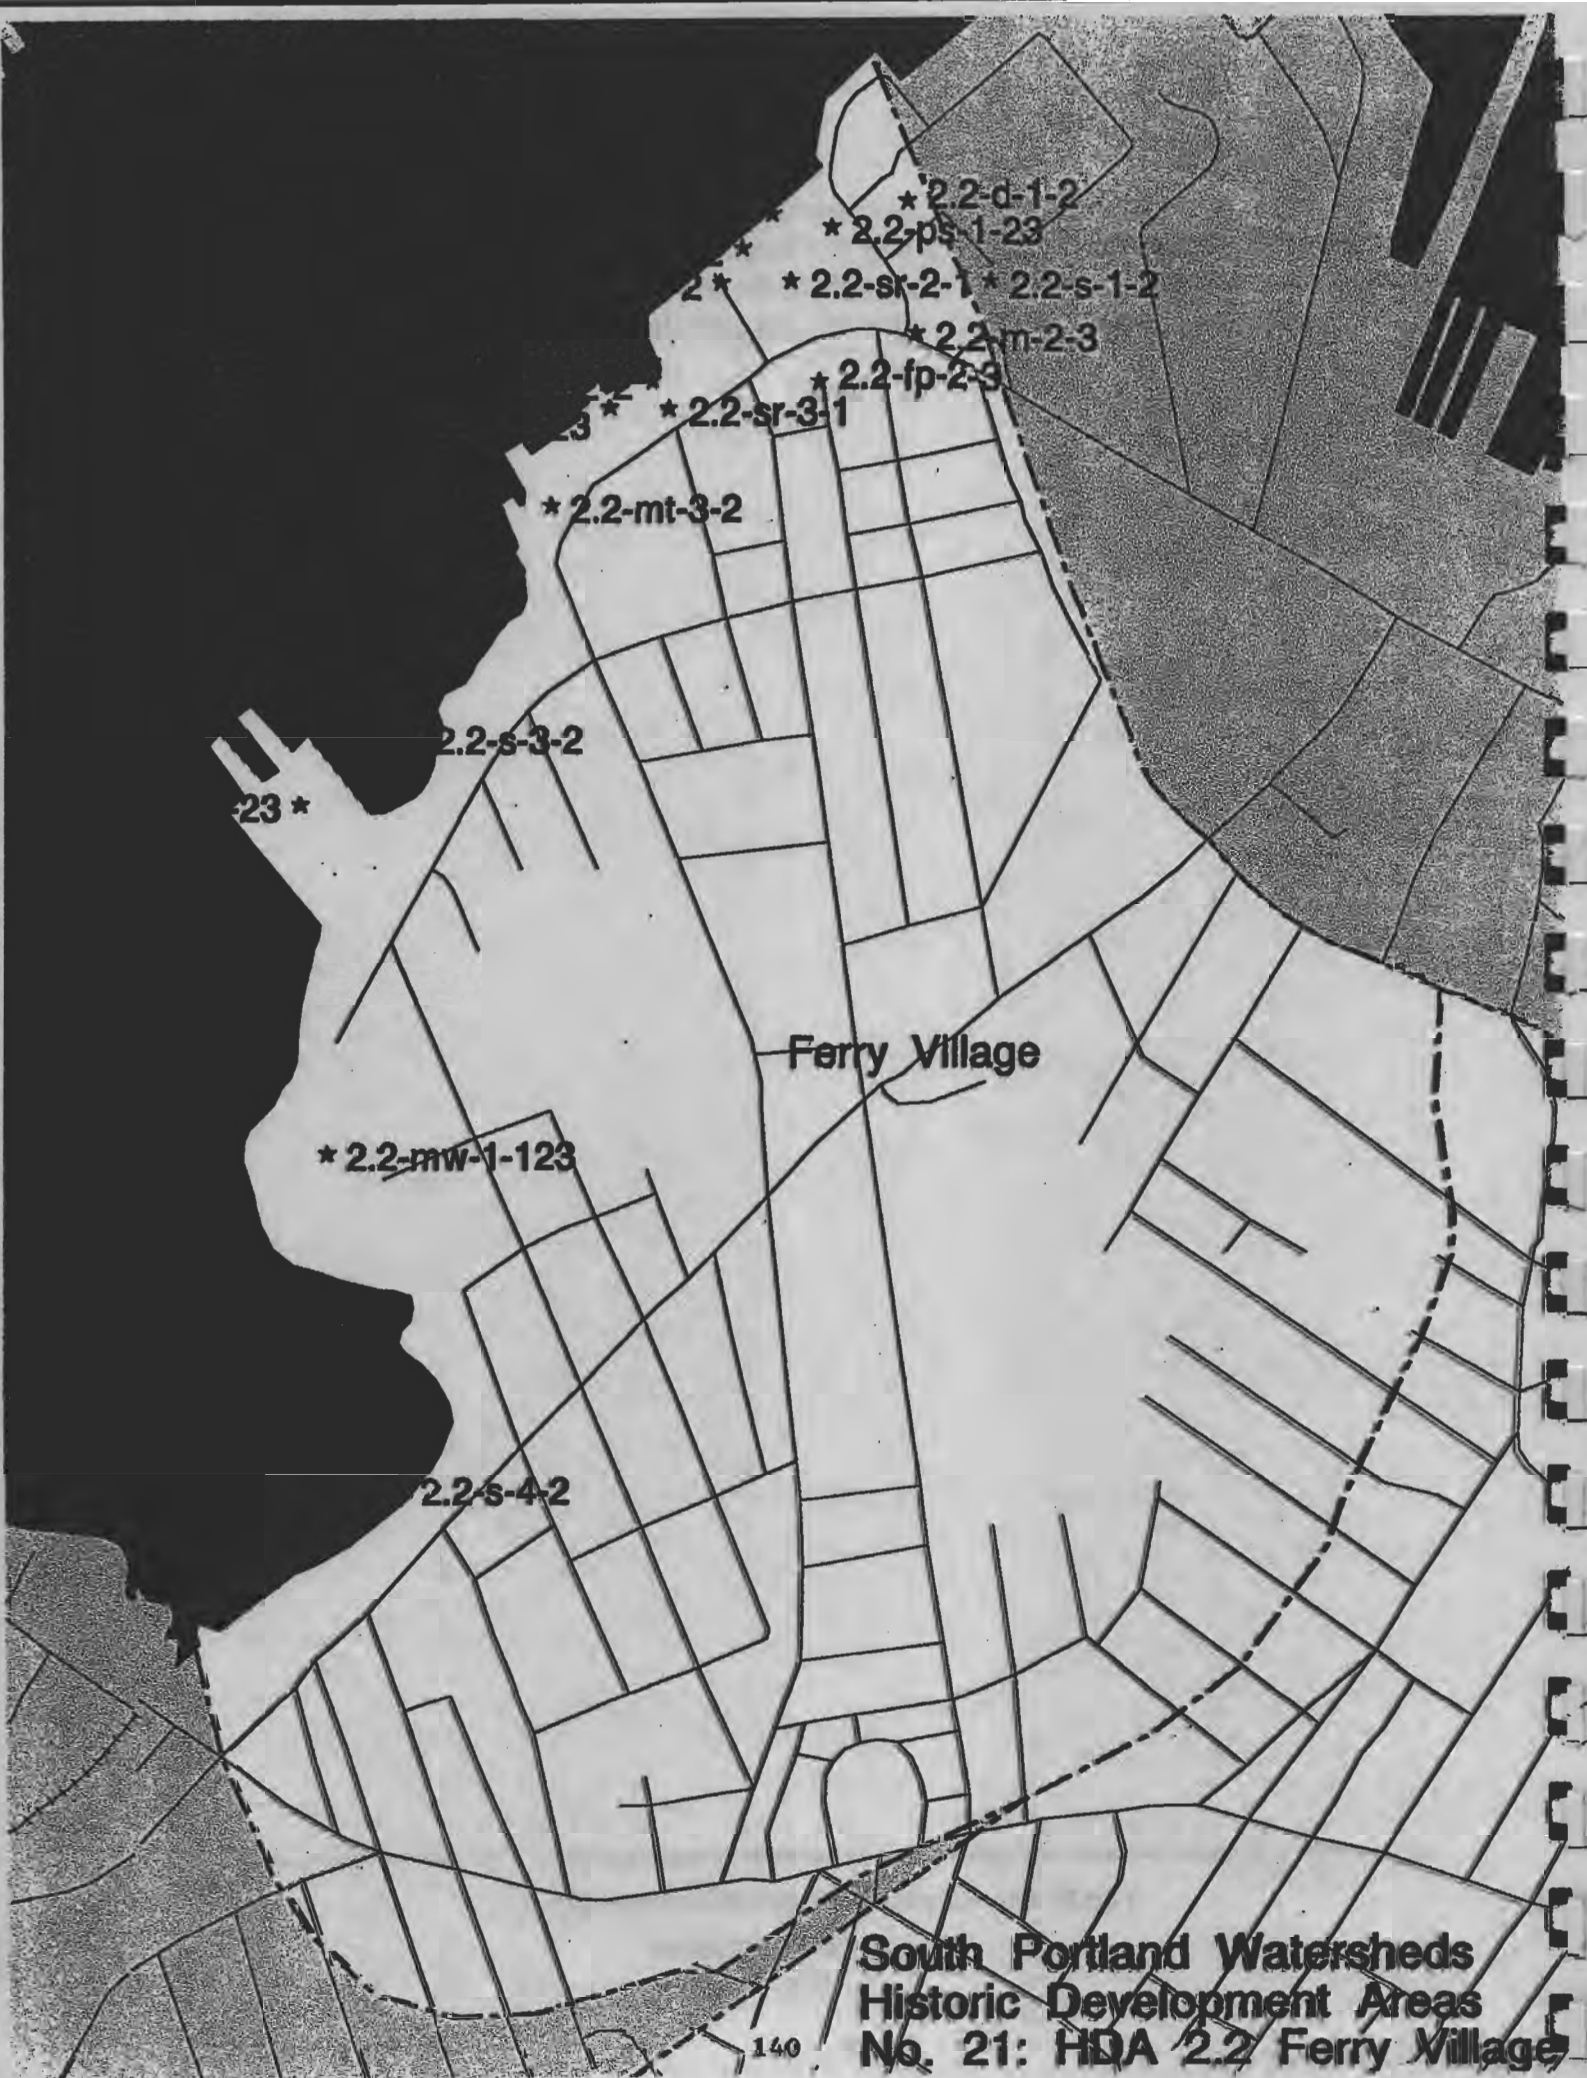 2.2-d-1-2
2.2-ps-1-23
2.2-sr-2-1
2.2-s-1-2
2
2.2-m-2-3
2.2-fp-2-3
2.2-sr-3-1
23
2.2-mt-3-2
2.2-s-3-2
-23
Ferry Village
2.2-mw-1-123
2.2-s-4-2
South Portland Watersheds
Historic Development Areas
No. 21: HDA 2.2 Ferry Village
140